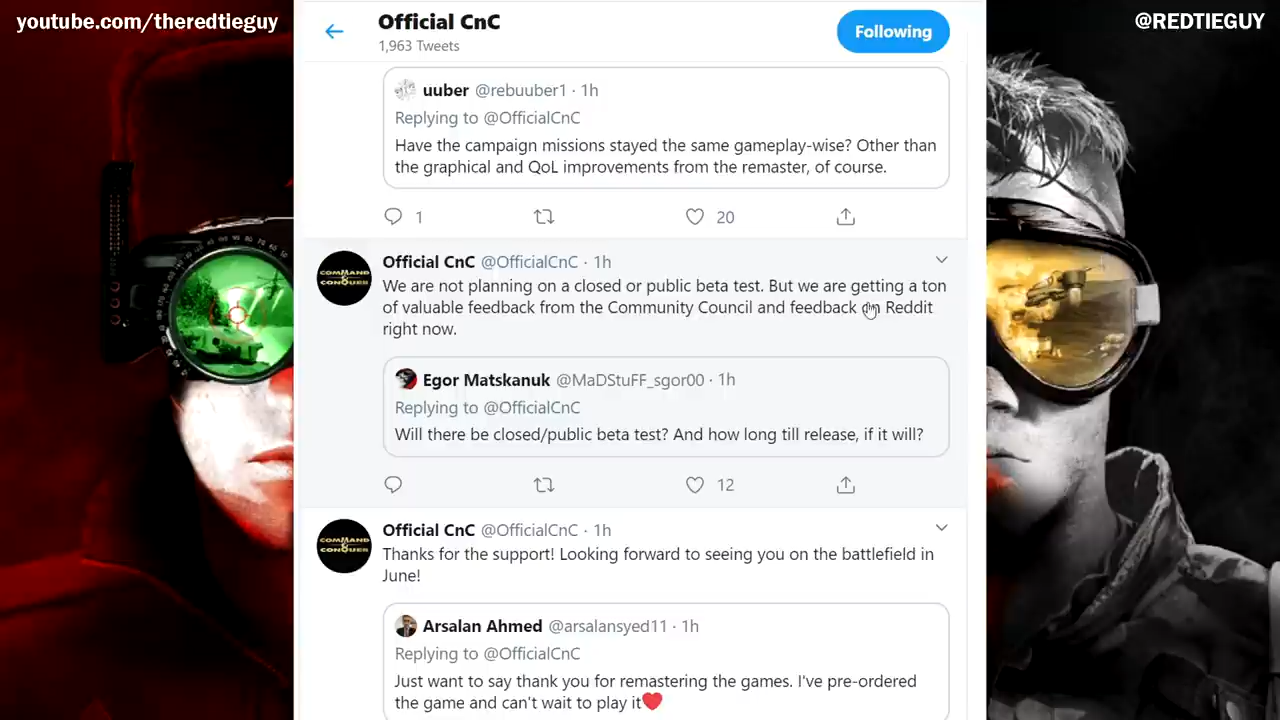 youtube.com/theredtieguy
@REDTIEGUY
Official CnC
1,963 Tweets
Following
uuber @rebuuber1 · 1h
Replying to @OfficialCnC
Have the campaign missions stayed the same gameplay-wise? Other than
the graphical and QoL improvements from the remaster, of course.
1 20
Official CnC @OfficialCnC · 1h
We are not planning on a closed or public beta test. But we are getting a ton
of valuable feedback from the Community Council and feedback on Reddit
right now.
COMMAND
CONQUER
Egor Matskanuk @MaDStuFF_sgor00 · 1h
Replying to @OfficialCnC
Will there be closed/public beta test? And how long till release, if it will?
12
Official CnC @OfficialCnC · 1h
Thanks for the support! Looking forward to seeing you on the battlefield in
June!
COMMAND
CONQUER
Arsalan Ahmed @arsalansyed11 · 1h
Replying to @OfficialCnC
Just want to say thank you for remastering the games. I've pre-ordered
the game and can't wait to play it❤️